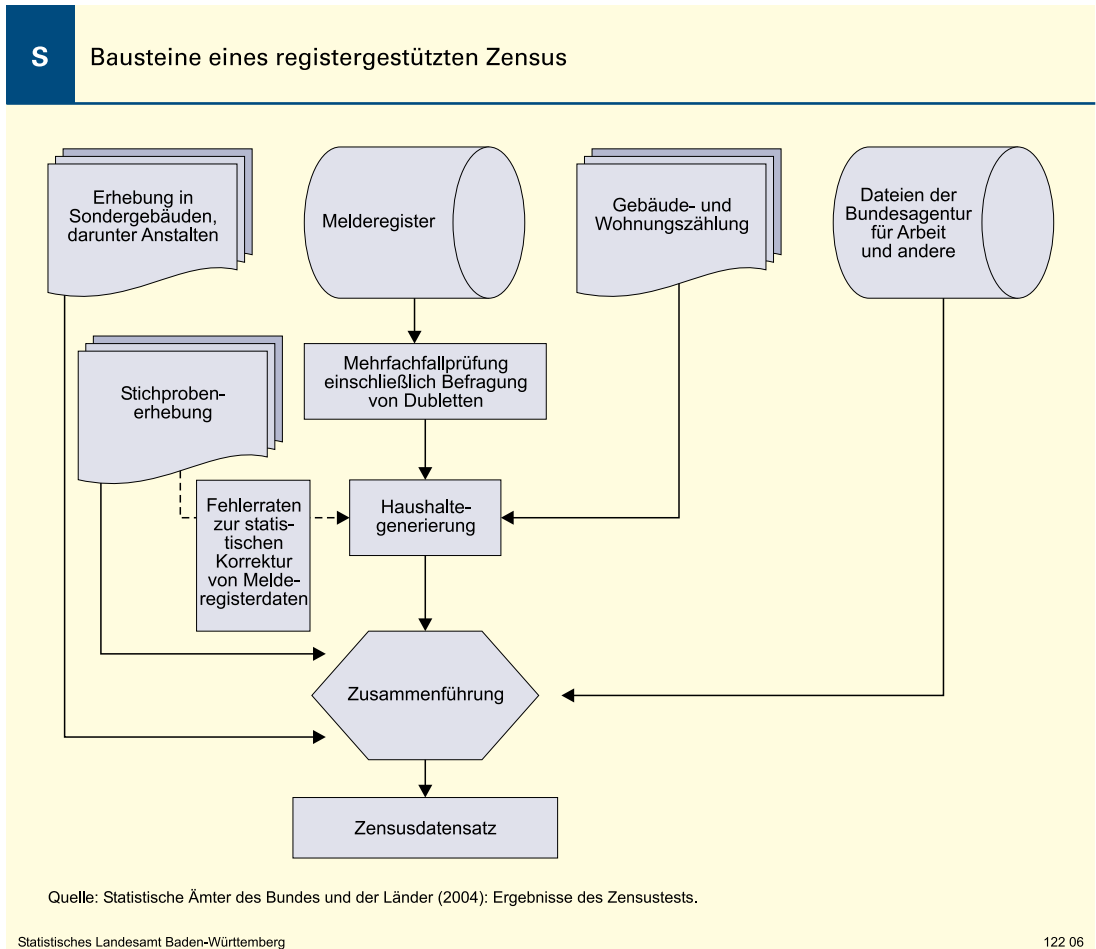 S
Bausteine eines registergestützten Zensus
Erhebung in
Sondergebäuden,
darunter Anstalten
Melderegister
Gebäude- und
Wohnungszählung
Dateien der
Bundesagentur
für Arbeit
und andere
Mehrfachfallprüfung
einschließlich Befragung
von Dubletten
Stichproben-
erhebung
Fehlerraten
zur statis-
tischen
Korrektur
von Melde-
registerdaten
Haushalte-
generierung
Zusammenführung
Zensusdatensatz
Quelle: Statistische Ämter des Bundes und der Länder (2004): Ergebnisse des Zensustests.
Statistisches Landesamt Baden-Württemberg
122 06